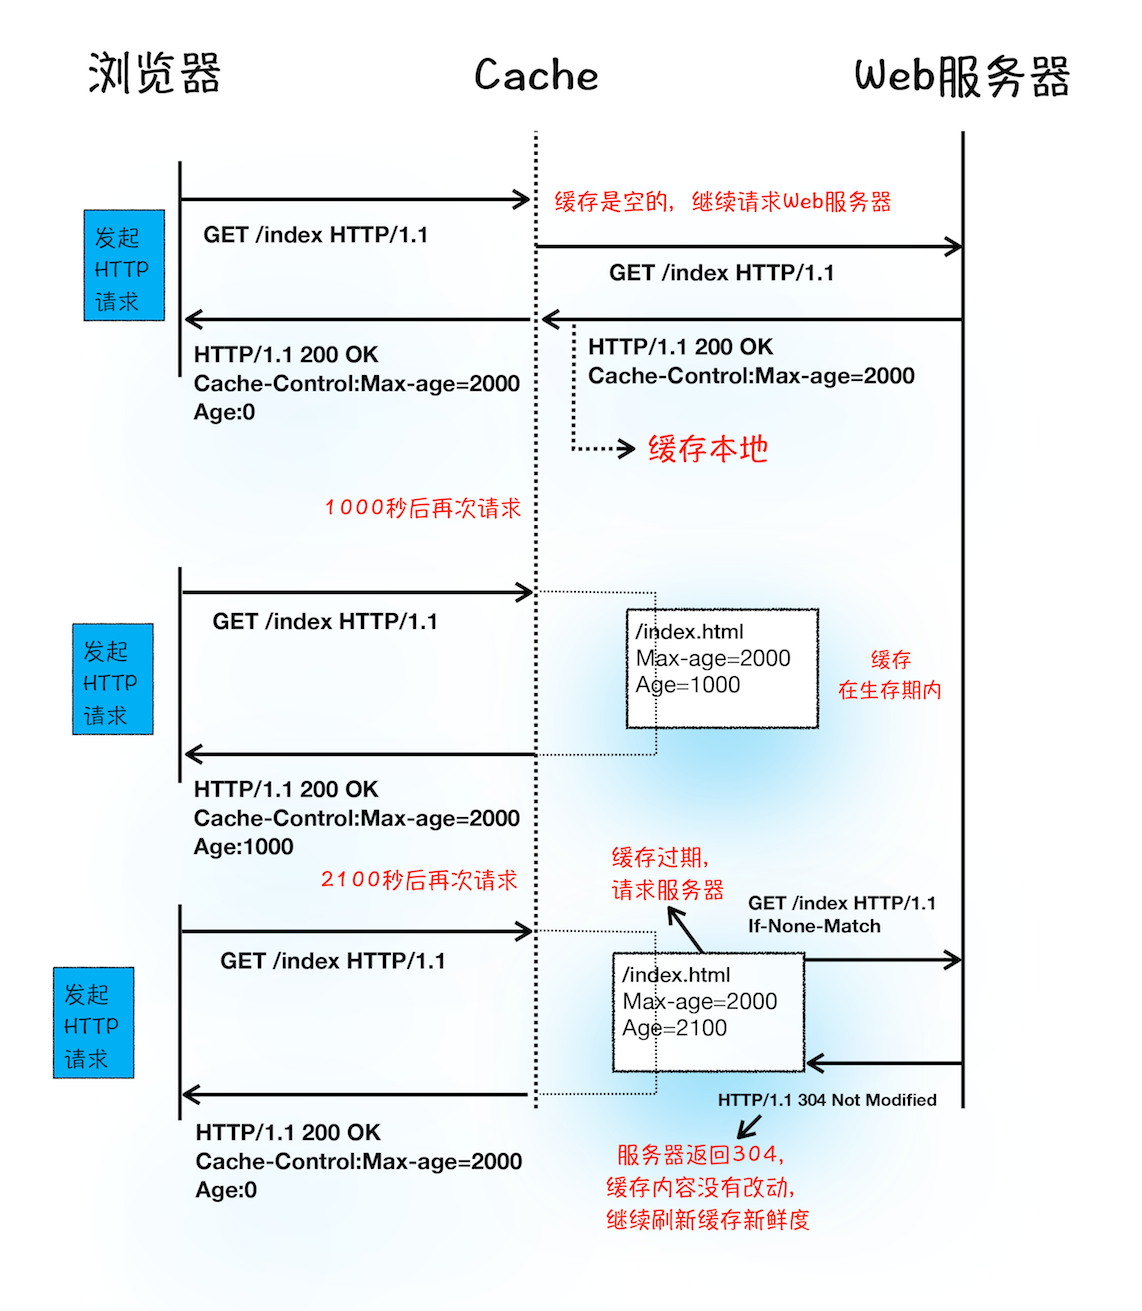 浏览器
Cache
Web服务器
缓存是空的，继续请求Web服务器
发起
HTTP
请求
GET /index HTTP/1.1
GET /index HTTP/1.1
HTTP/1.1 200 OK
Cache-Control:Max-age=2000
Age:0
HTTP/1.1 200 OK
Cache-Control:Max-age=2000
缓存本地
1000秒后再次请求
发起
HTTP
请求
GET /index HTTP/1.1
/index.html
Max-age=2000
Age=1000
缓存
在生存期内
HTTP/1.1 200 OK
Cache-Control:Max-age=2000
Age:1000
2100秒后再次请求
缓存过期，
请求服务器
GET /index HTTP/1.1
If-None-Match
发起
HTTP
请求
GET /index HTTP/1.1
/index.html
Max-age=2000
Age=2100
HTTP/1.1 304 Not Modified
HTTP/1.1 200 OK
Cache-Control:Max-age=2000
Age:0
服务器返回304，
缓存内容没有改动，
继续刷新缓存新鲜度